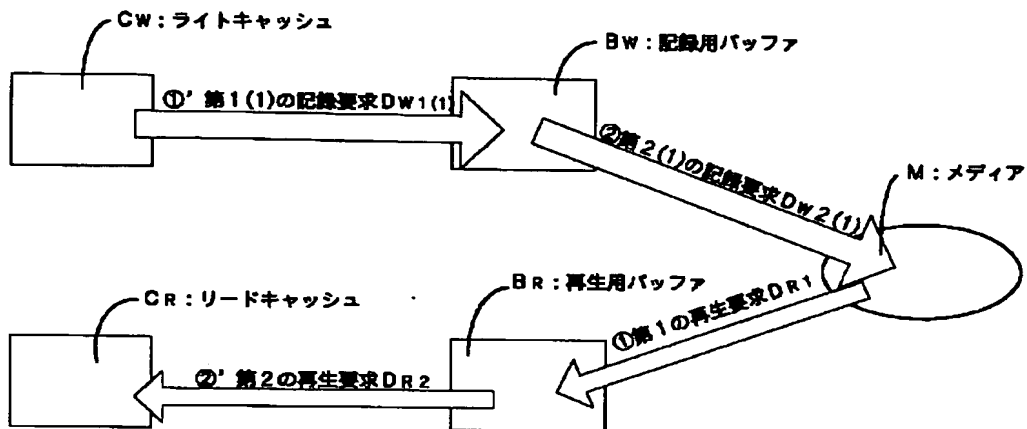 CW：ライトキャッシュ
BW：記録用バッファ
①’第1(1)の記録要求DW1(1)
②第2(1)の記録要求DW2(1)
M：メディア
CR：リードキャッシュ
BR：再生用バッファ
①第1の再生要求DR1
②’第2の再生要求DR2